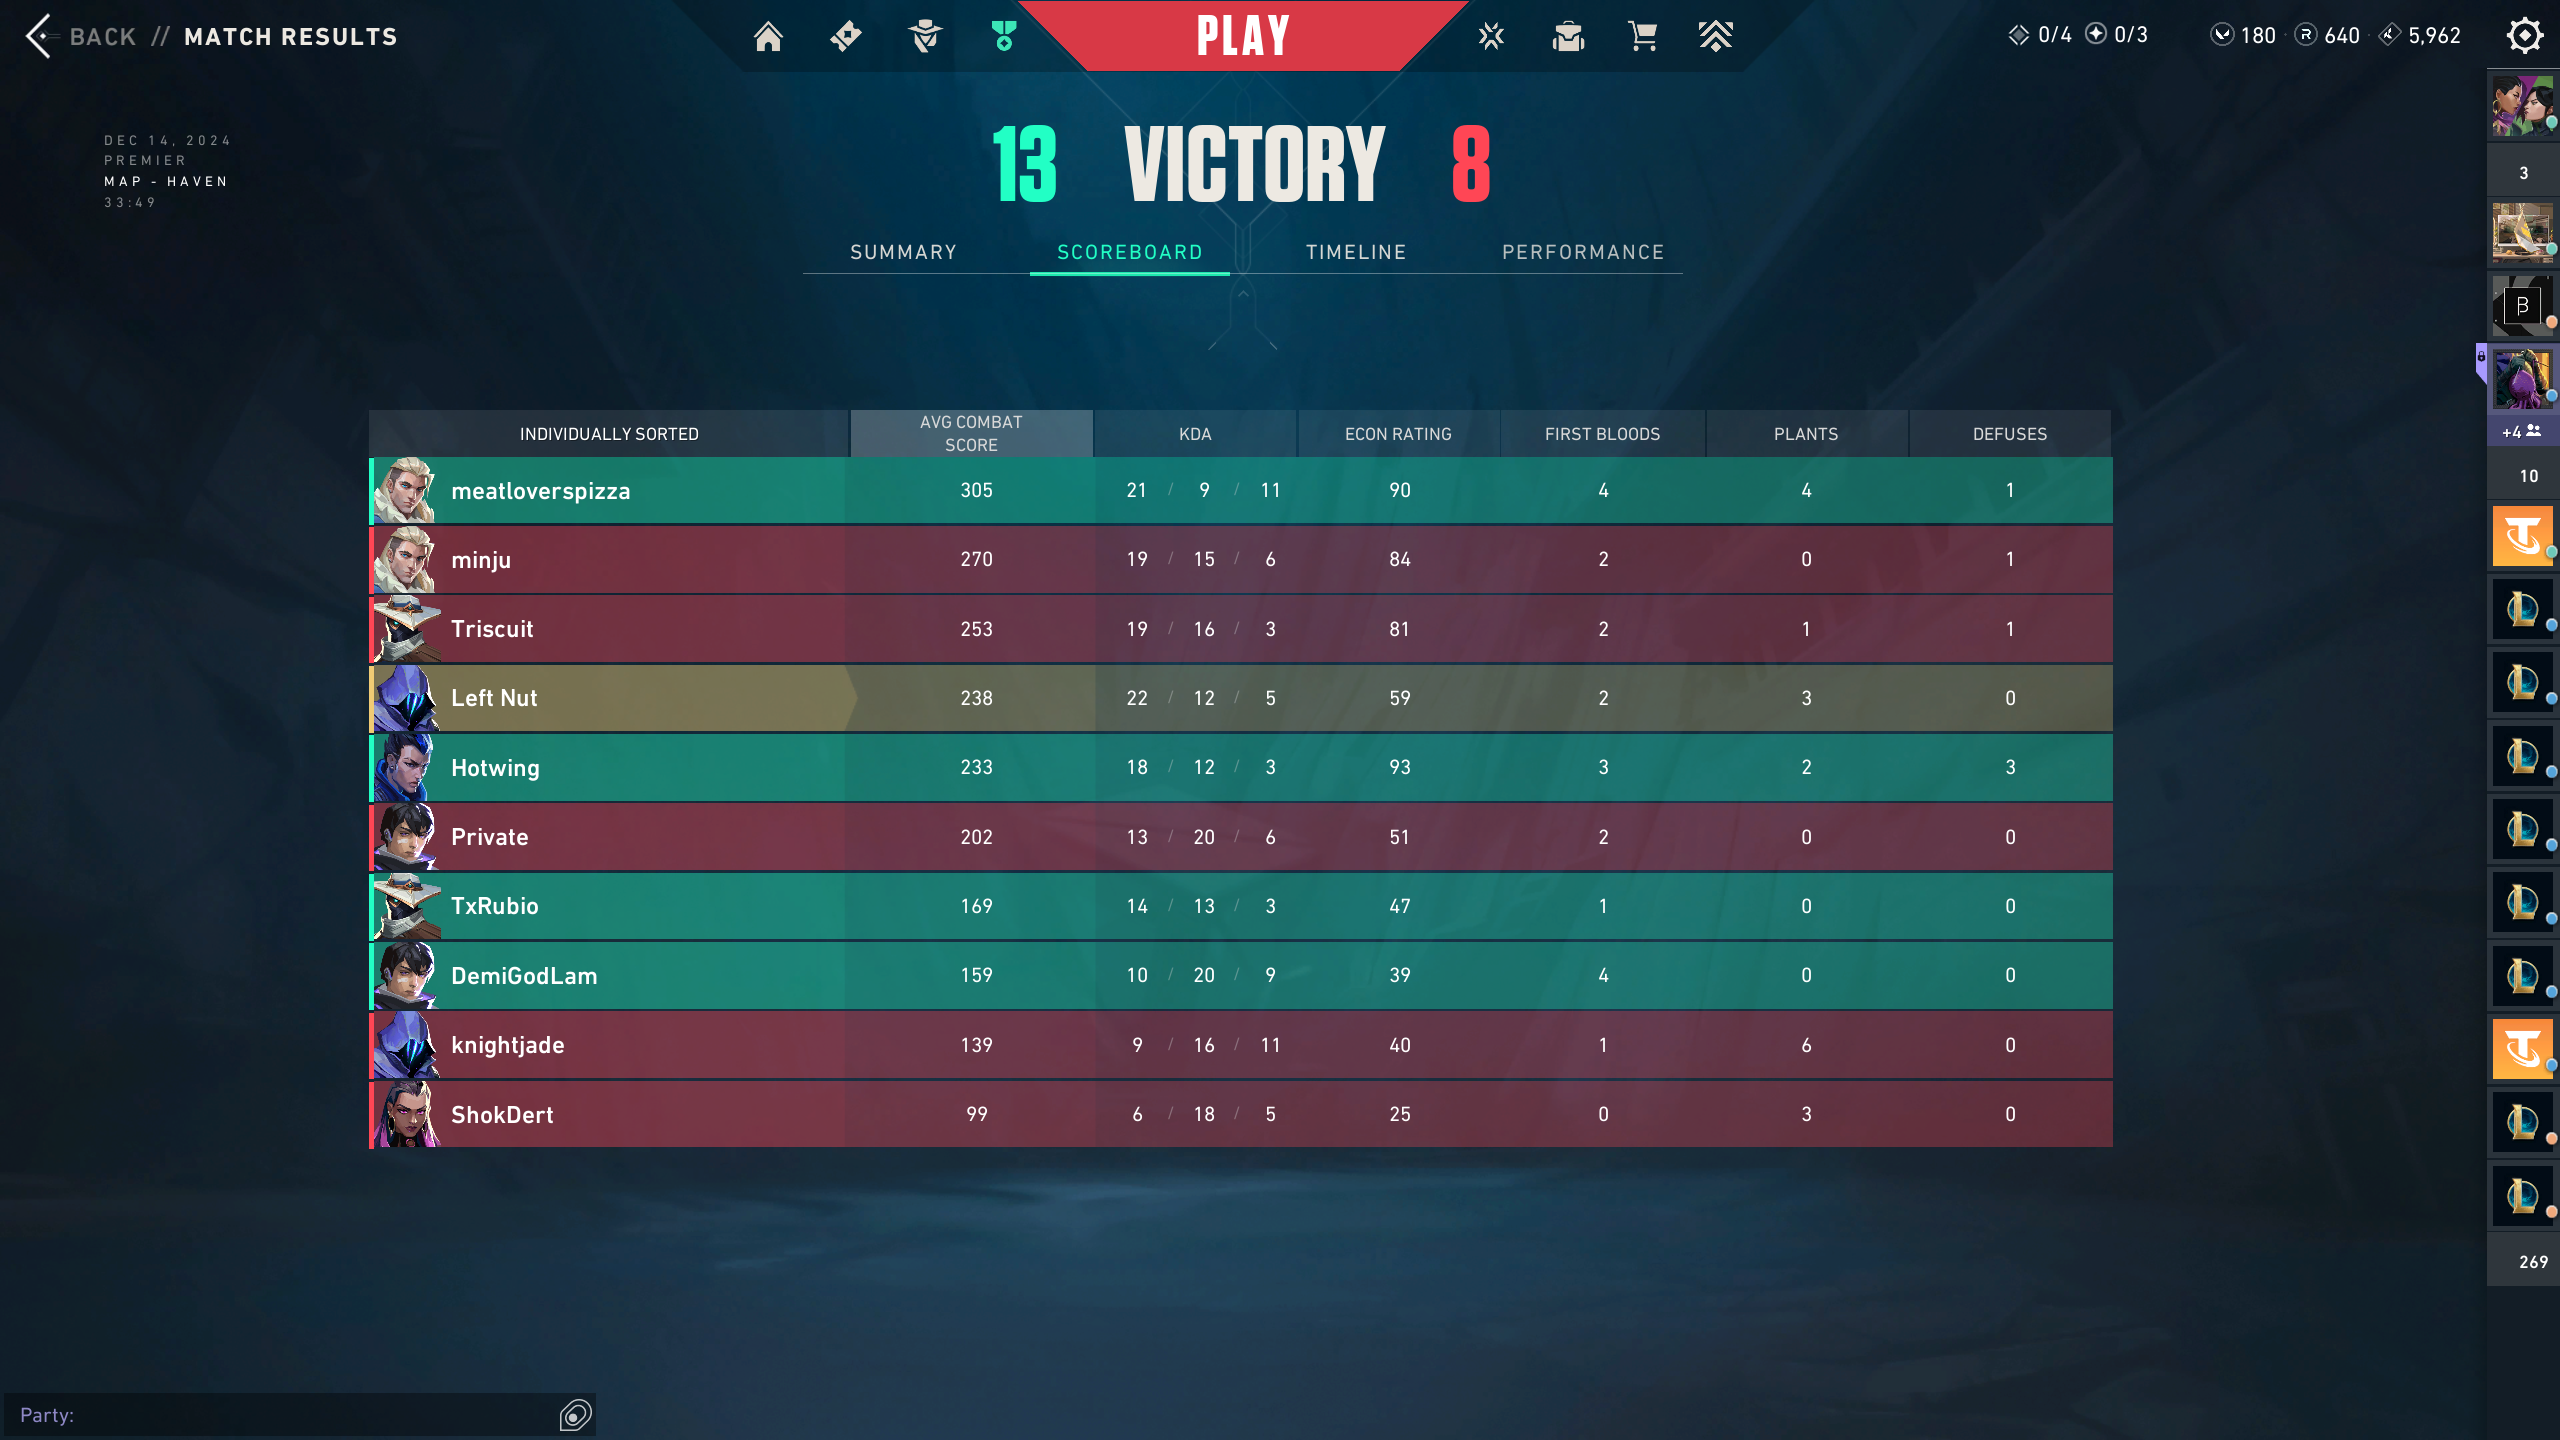 BACK // MATCH RESULTS
PLAY
0/4 0/3 180 640 5,962
DEC 14, 2024
PREMIER
MAP - HAVEN
33:49
13 VICTORY 8
SUMMARY SCOREBOARD TIMELINE PERFORMANCE
INDIVIDUALLY SORTED AVG COMBAT SCORE KDA ECON RATING FIRST BLOODS PLANTS DEFUSES
meatloverspizza 305 21 / 9 / 11 90 4 4 1
minju 270 19 / 15 / 6 84 2 0 1
Triscuit 253 19 / 16 / 3 81 2 1 1
Left Nut 238 22 / 12 / 5 59 2 3 0
Hotwing 233 18 / 12 / 3 93 3 2 3
Private 202 13 / 20 / 6 51 2 0 0
TxRubio 169 14 / 13 / 3 47 1 0 0
DemiGodLam 159 10 / 20 / 9 39 4 0 0
knightjade 139 9 / 16 / 11 40 1 6 0
ShokDert 99 6 / 18 / 5 25 0 3 0
3
+4
10
269
Party: